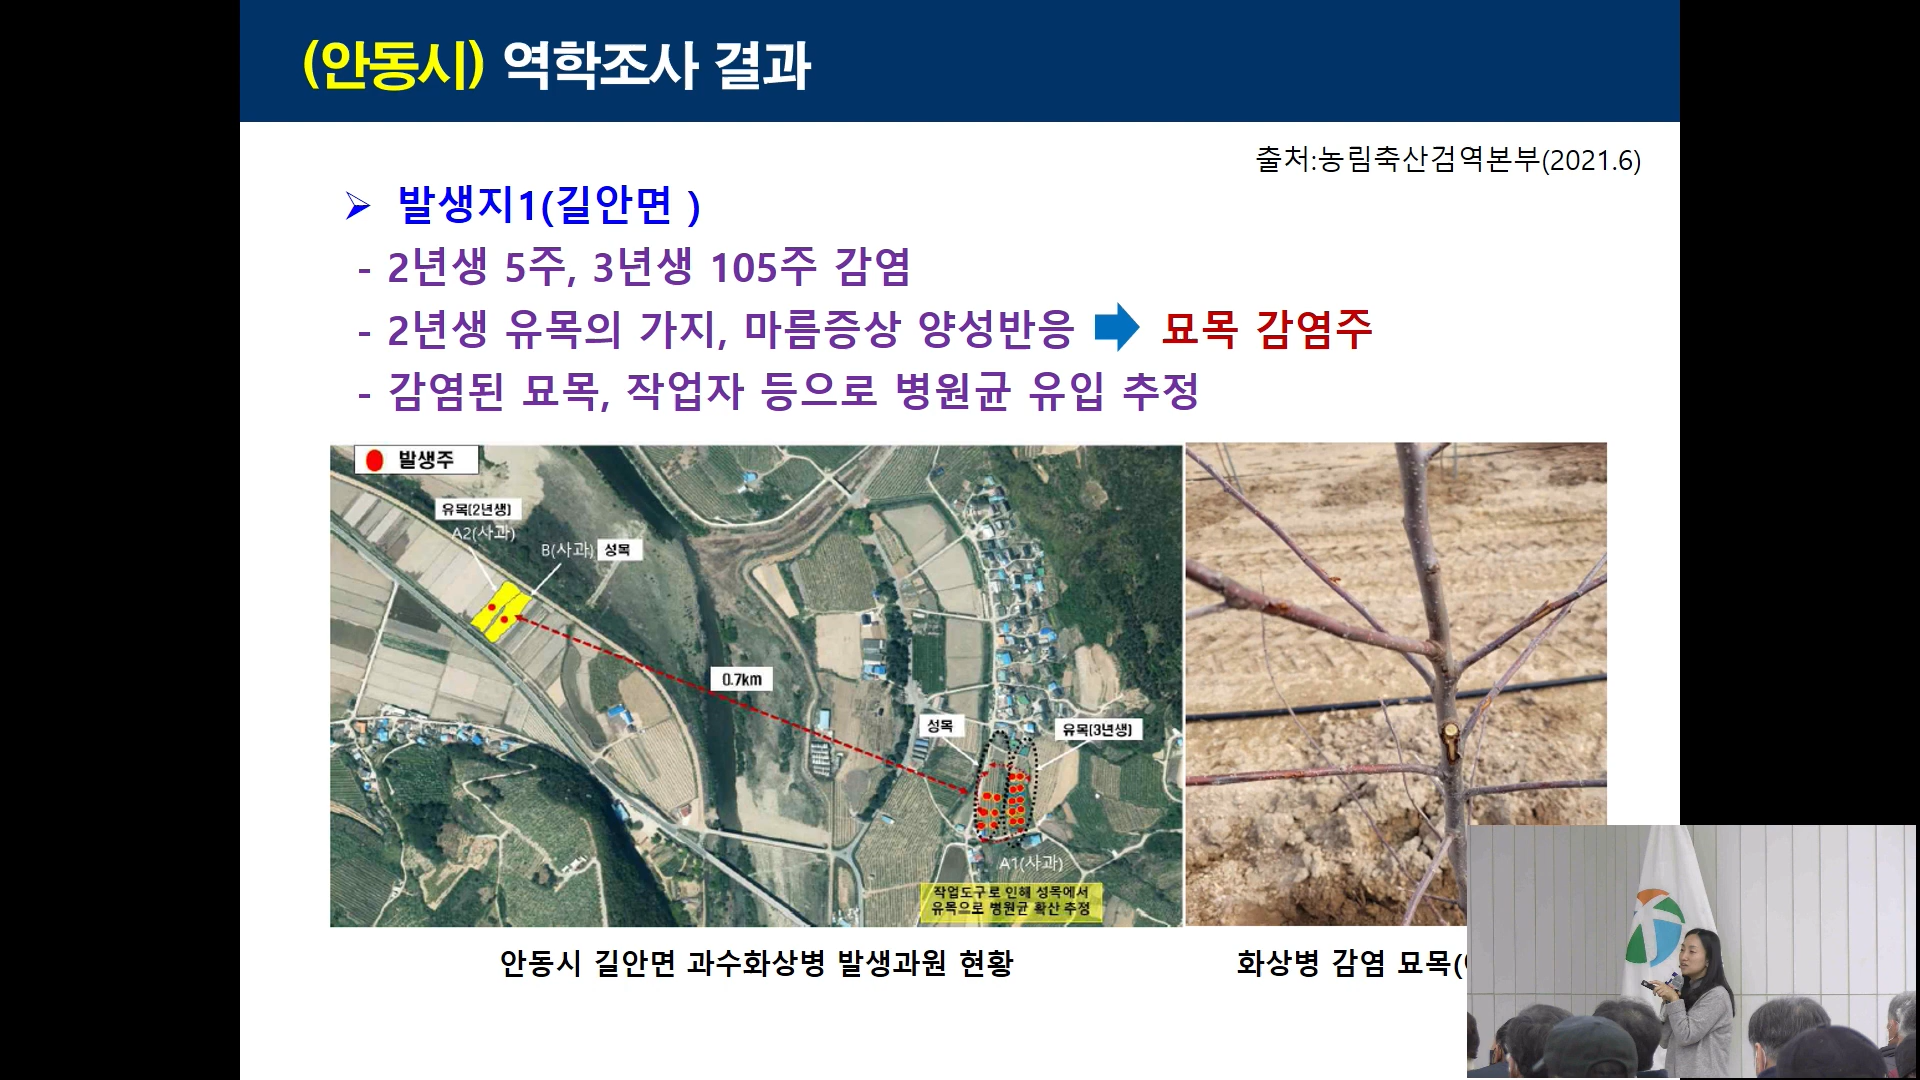 (안동시) 역학조사 결과
출처:농림축산검역본부(2021.6)
➢ 발생지1(길안면 )
- 2년생 5주, 3년생 105주 감염
- 2년생 유목의 가지, 마름증상 양성반응 ➡ 묘목 감염주
- 감염된 묘목, 작업자 등으로 병원균 유입 추정
발생주
유목(2년생)
A2(사과)
B(사과) 성목
0.7km
성목
유목(3년생)
A1(사과)
작업도구로 인해 성목에서
유목으로 병원균 확산 추정
안동시 길안면 과수화상병 발생과원 현황
화상병 감염 묘목(